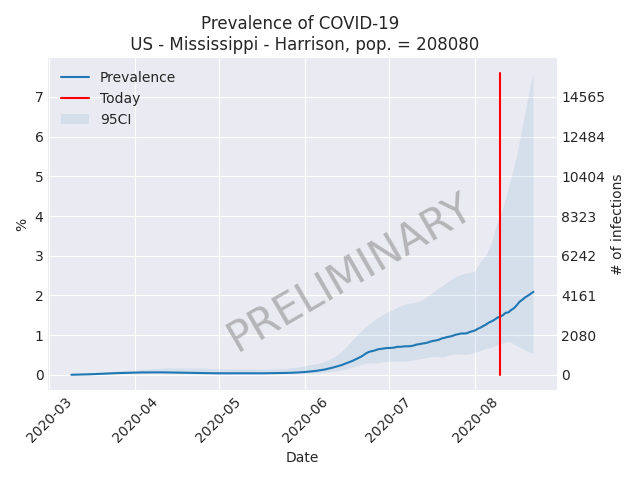 Prevalence of COVID-19
US - Mississippi - Harrison, pop. = 208080
Prevalence
Today
95CI
7
6
5
4
3
2
1
0
%
14565
12484
10404
8323
6242
4161
2080
0
# of infections
PRELIMINARY
2020-03
2020-04
2020-05
2020-06
2020-07
2020-08
Date